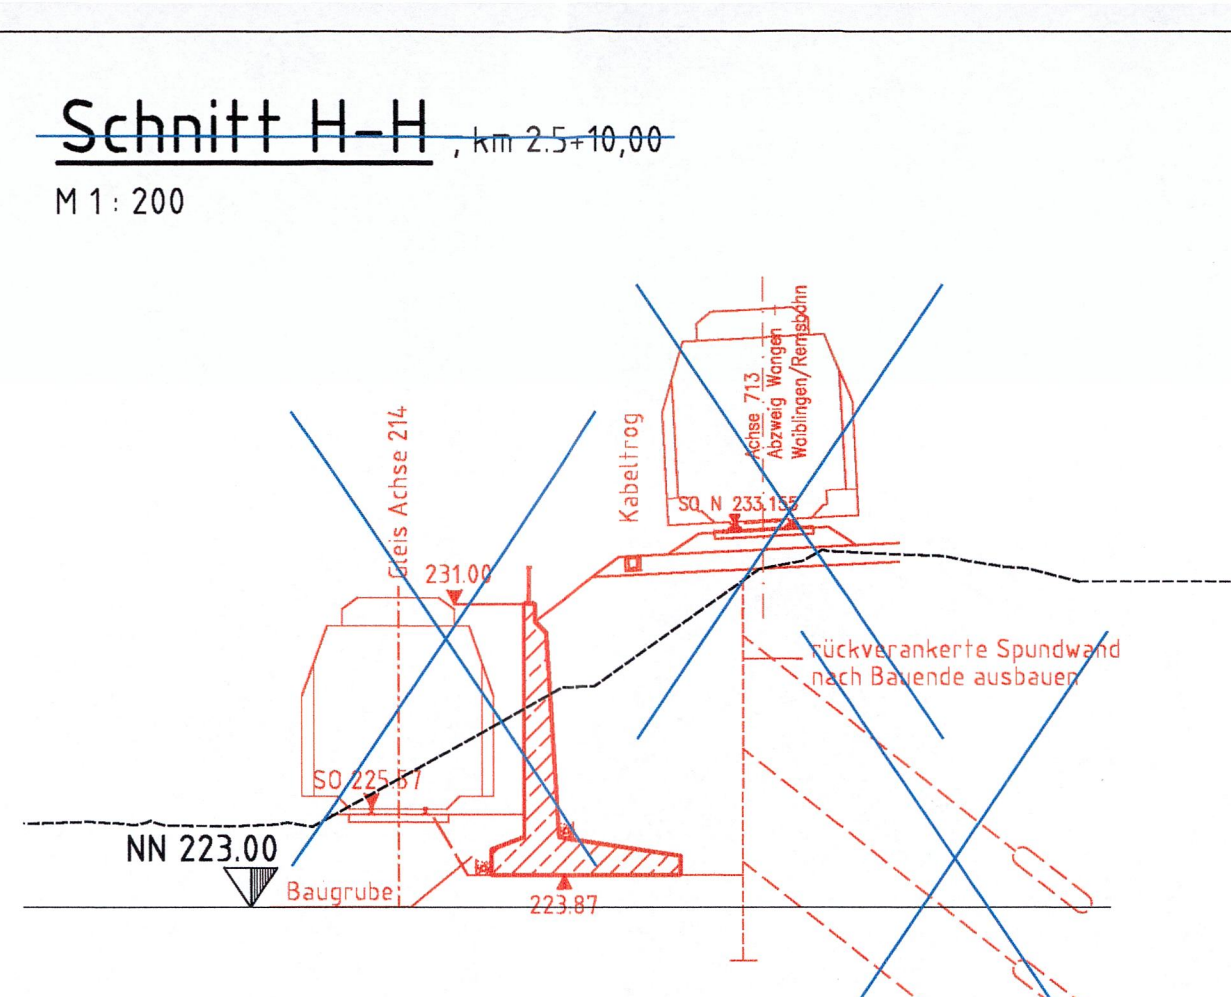 Schnitt H-H , km 2.5+10,00
M 1: 200
Achse 713
Abzweig Wangen -
Waiblingen/Remsbahn
Kabeltrog
Gleis Achse 214
SO N 233.155
231.00
rückverankerte Spundwand
nach Bauende ausbauen
SO 225.57
NN 223.00
Baugrube
223.87